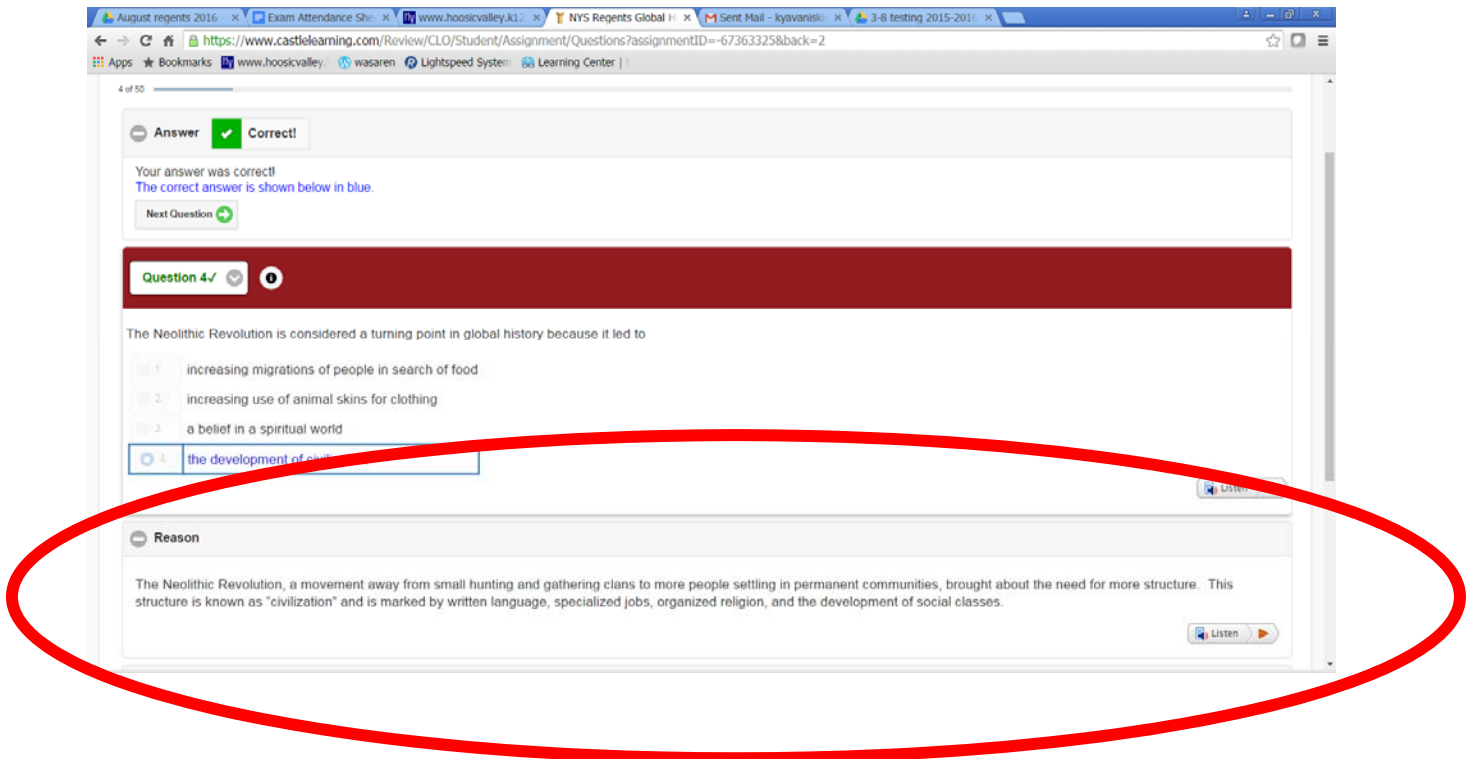 August regents 2016 - Exam Attendance She www.hoosicvalley.k12 NYS Regents Global H Sent Mail - kyavaniski 3-8 testing 2015-2016
https://www.castlelearning.com/Review/CLO/Student/Assignment/Questions?assignmentID=-67363325&back=2
Apps Bookmarks www.hoosicvalley. wasaren Lightspeed System Learning Center |
4 of 50
Answer Correct!
Your answer was correct!
The correct answer is shown below in blue.
Next Question
Question 4✓
The Neolithic Revolution is considered a turning point in global history because it led to
1. increasing migrations of people in search of food
2. increasing use of animal skins for clothing
3. a belief in a spiritual world
4. the development of
Listen
Reason
The Neolithic Revolution, a movement away from small hunting and gathering clans to more people settling in permanent communities, brought about the need for more structure. This
structure is known as "civilization" and is marked by written language, specialized jobs, organized religion, and the development of social classes.
Listen